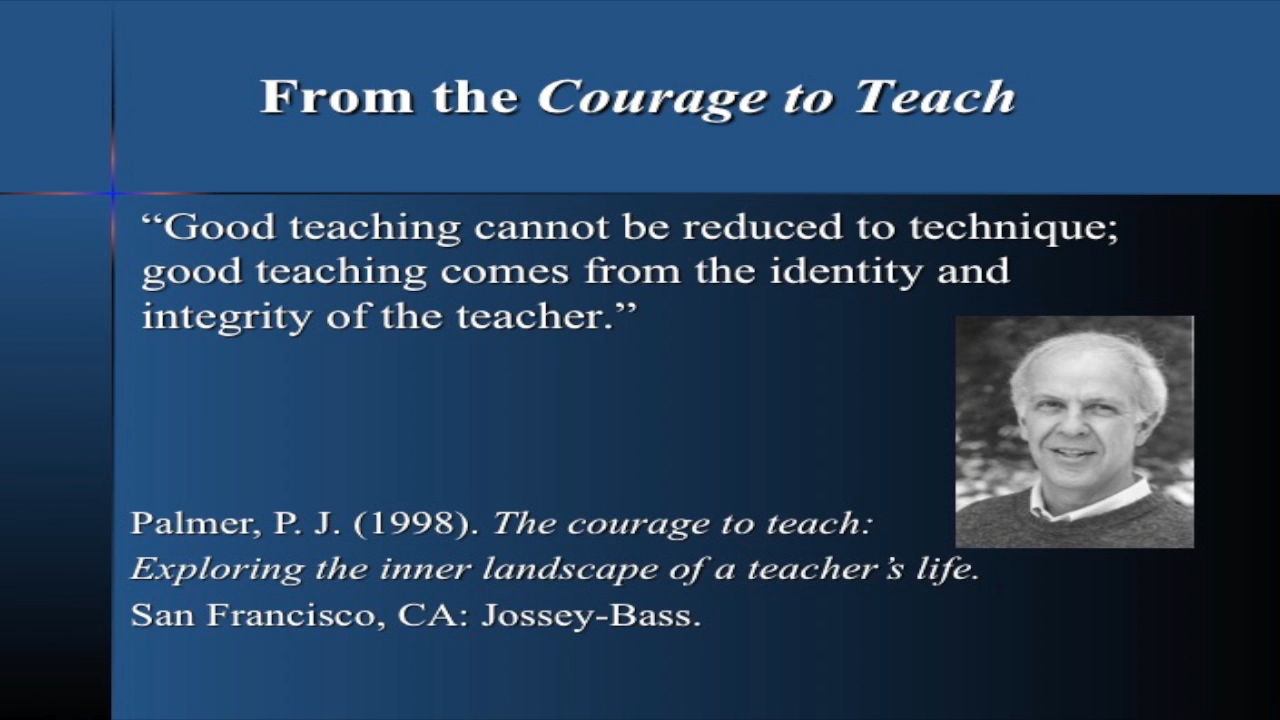 From the Courage to Teach
“Good teaching cannot be reduced to technique;
good teaching comes from the identity and
integrity of the teacher.”
Palmer, P. J. (1998). The courage to teach:
Exploring the inner landscape of a teacher’s life.
San Francisco, CA: Jossey-Bass.